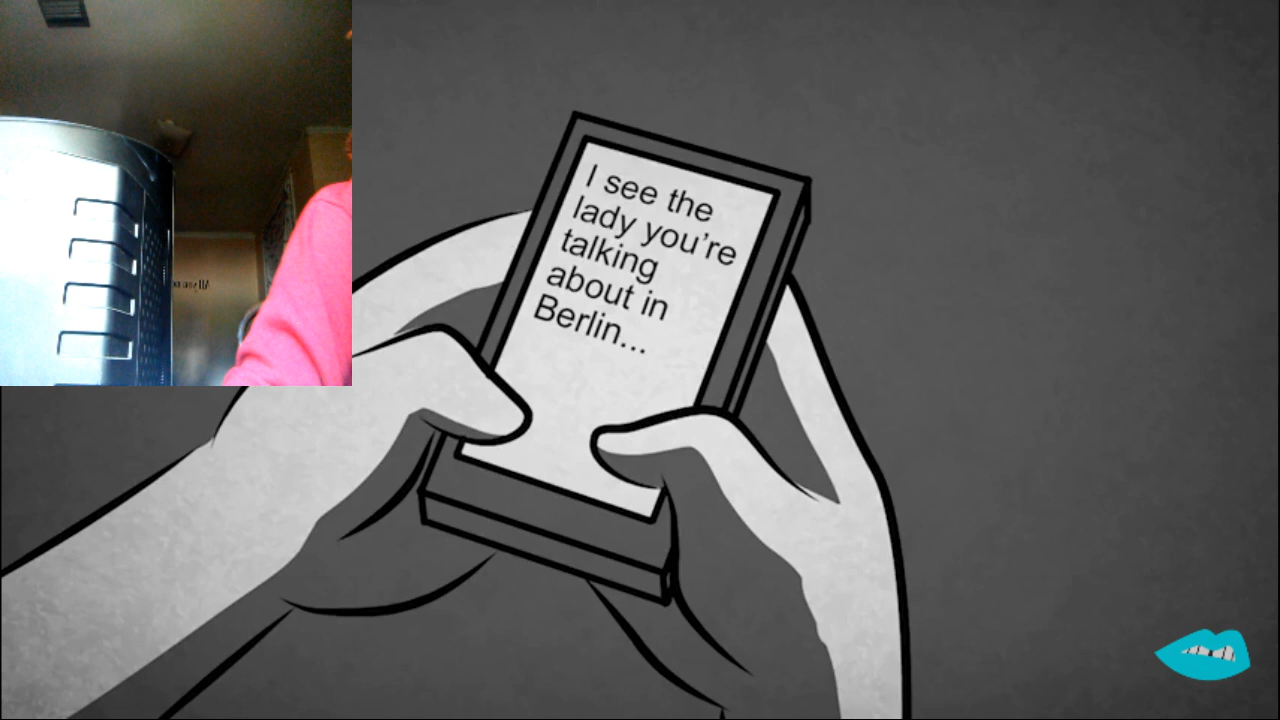 I see the
lady you’re
talking
about in
Berlin...